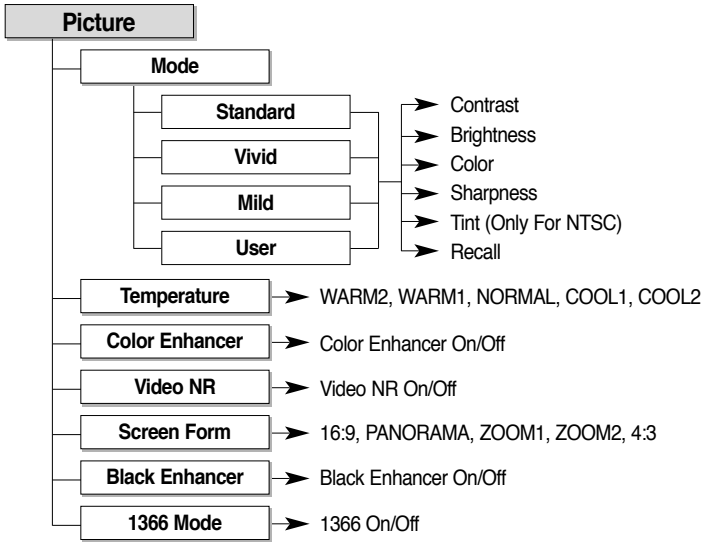 Picture
Mode
Standard
Vivid
Mild
User
Contrast
Brightness
Color
Sharpness
Tint (Only For NTSC)
Recall
Temperature
WARM2, WARM1, NORMAL, COOL1, COOL2
Color Enhancer
Color Enhancer On/Off
Video NR
Video NR On/Off
Screen Form
16:9, PANORAMA, ZOOM1, ZOOM2, 4:3
Black Enhancer
Black Enhancer On/Off
1366 Mode
1366 On/Off